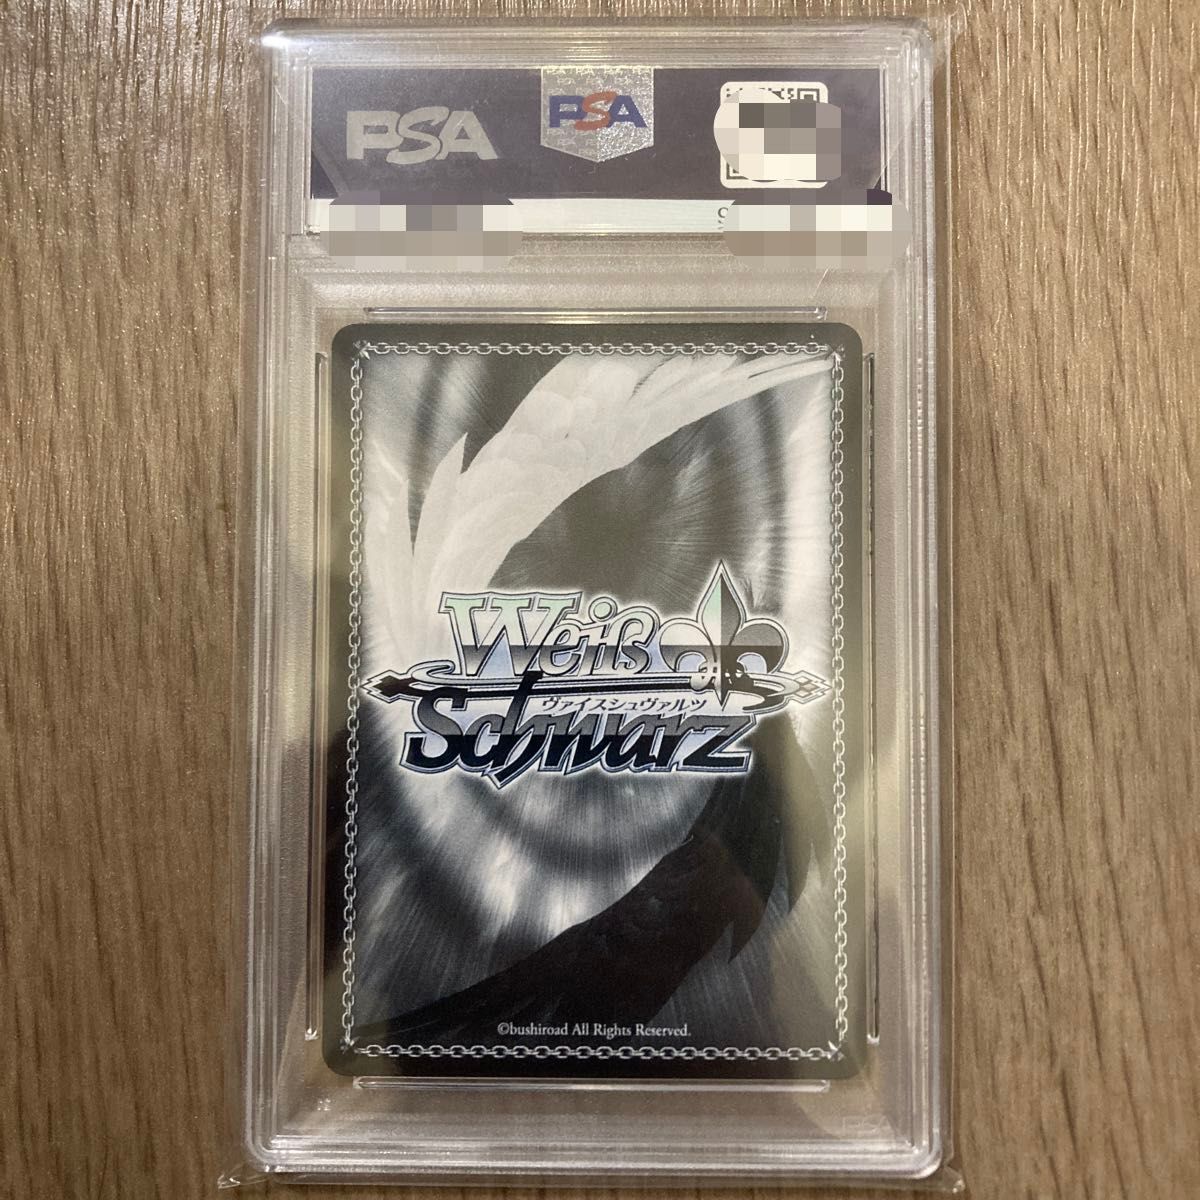 PSA
PSA
Weiß
ヴァイスシュヴァルツ
Schwarz
©bushiroad All Rights Reserved.